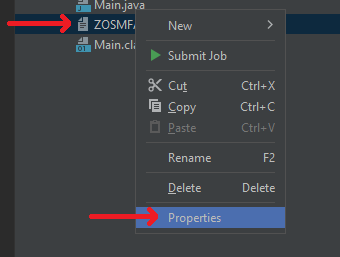 Main.java
New
ZOSMF
Submit Job
Main.cla
Cut Ctrl+X
Copy Ctrl+C
Paste Ctrl+V
Rename F2
Delete Delete
Properties